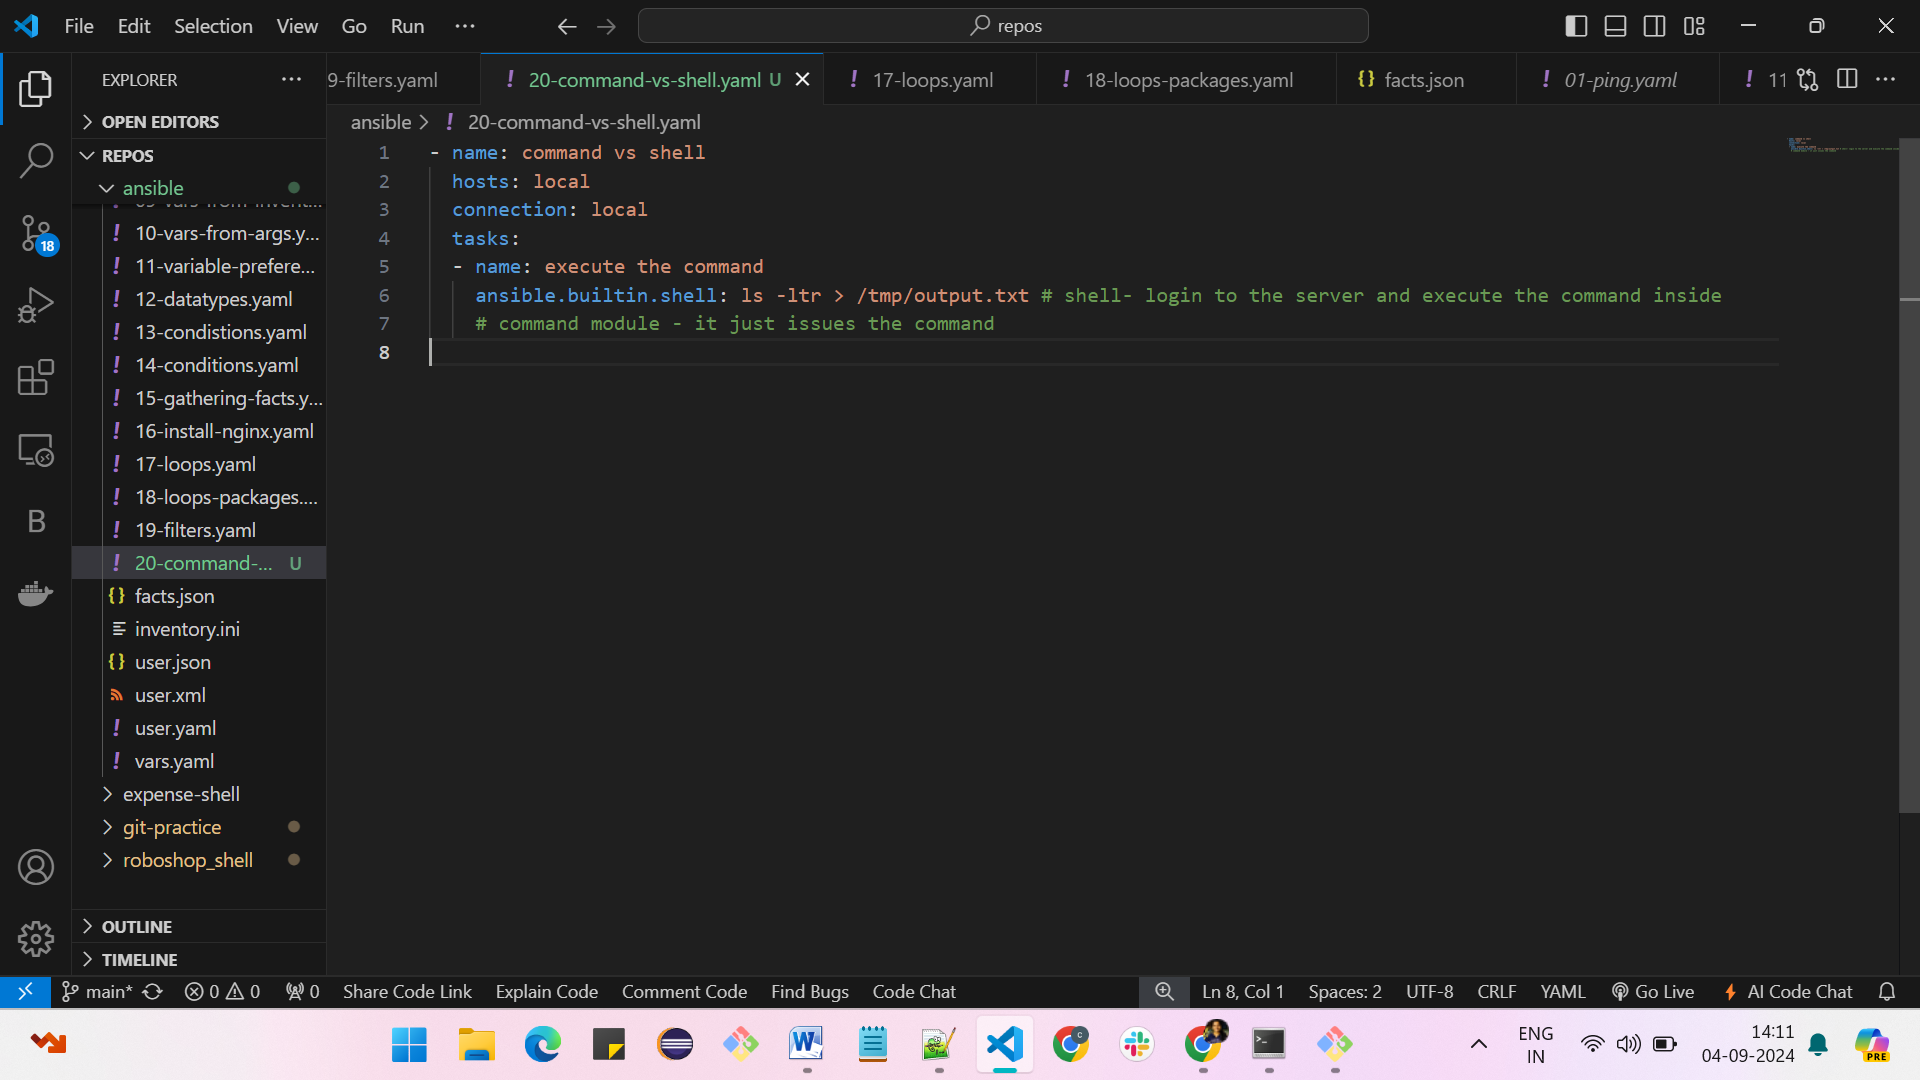 File Edit Selection View Go Run ···
repos
EXPLORER
OPEN EDITORS
REPOS
ansible
10-vars-from-args.y...
11-variable-prefere...
12-datatypes.yaml
13-condistions.yaml
14-conditions.yaml
15-gathering-facts.y...
16-install-nginx.yaml
17-loops.yaml
18-loops-packages....
19-filters.yaml
20-command-... U
{} facts.json
inventory.ini
{} user.json
user.xml
! user.yaml
! vars.yaml
expense-shell
git-practice
roboshop_shell
OUTLINE
TIMELINE
9-filters.yaml ! 20-command-vs-shell.yaml U ! 17-loops.yaml ! 18-loops-packages.yaml {} facts.json ! 01-ping.yaml ! 11
ansible > ! 20-command-vs-shell.yaml
1 - name: command vs shell
2 hosts: local
3 connection: local
4 tasks:
5 - name: execute the command
6 ansible.builtin.shell: ls -ltr > /tmp/output.txt # shell- login to the server and execute the command inside
7 # command module - it just issues the command
8
18
B
main* 0 0 0 Share Code Link Explain Code Comment Code Find Bugs Code Chat Ln 8, Col 1 Spaces: 2 UTF-8 CRLF YAML Go Live AI Code Chat
ENG
IN
14:11
04-09-2024
PRE